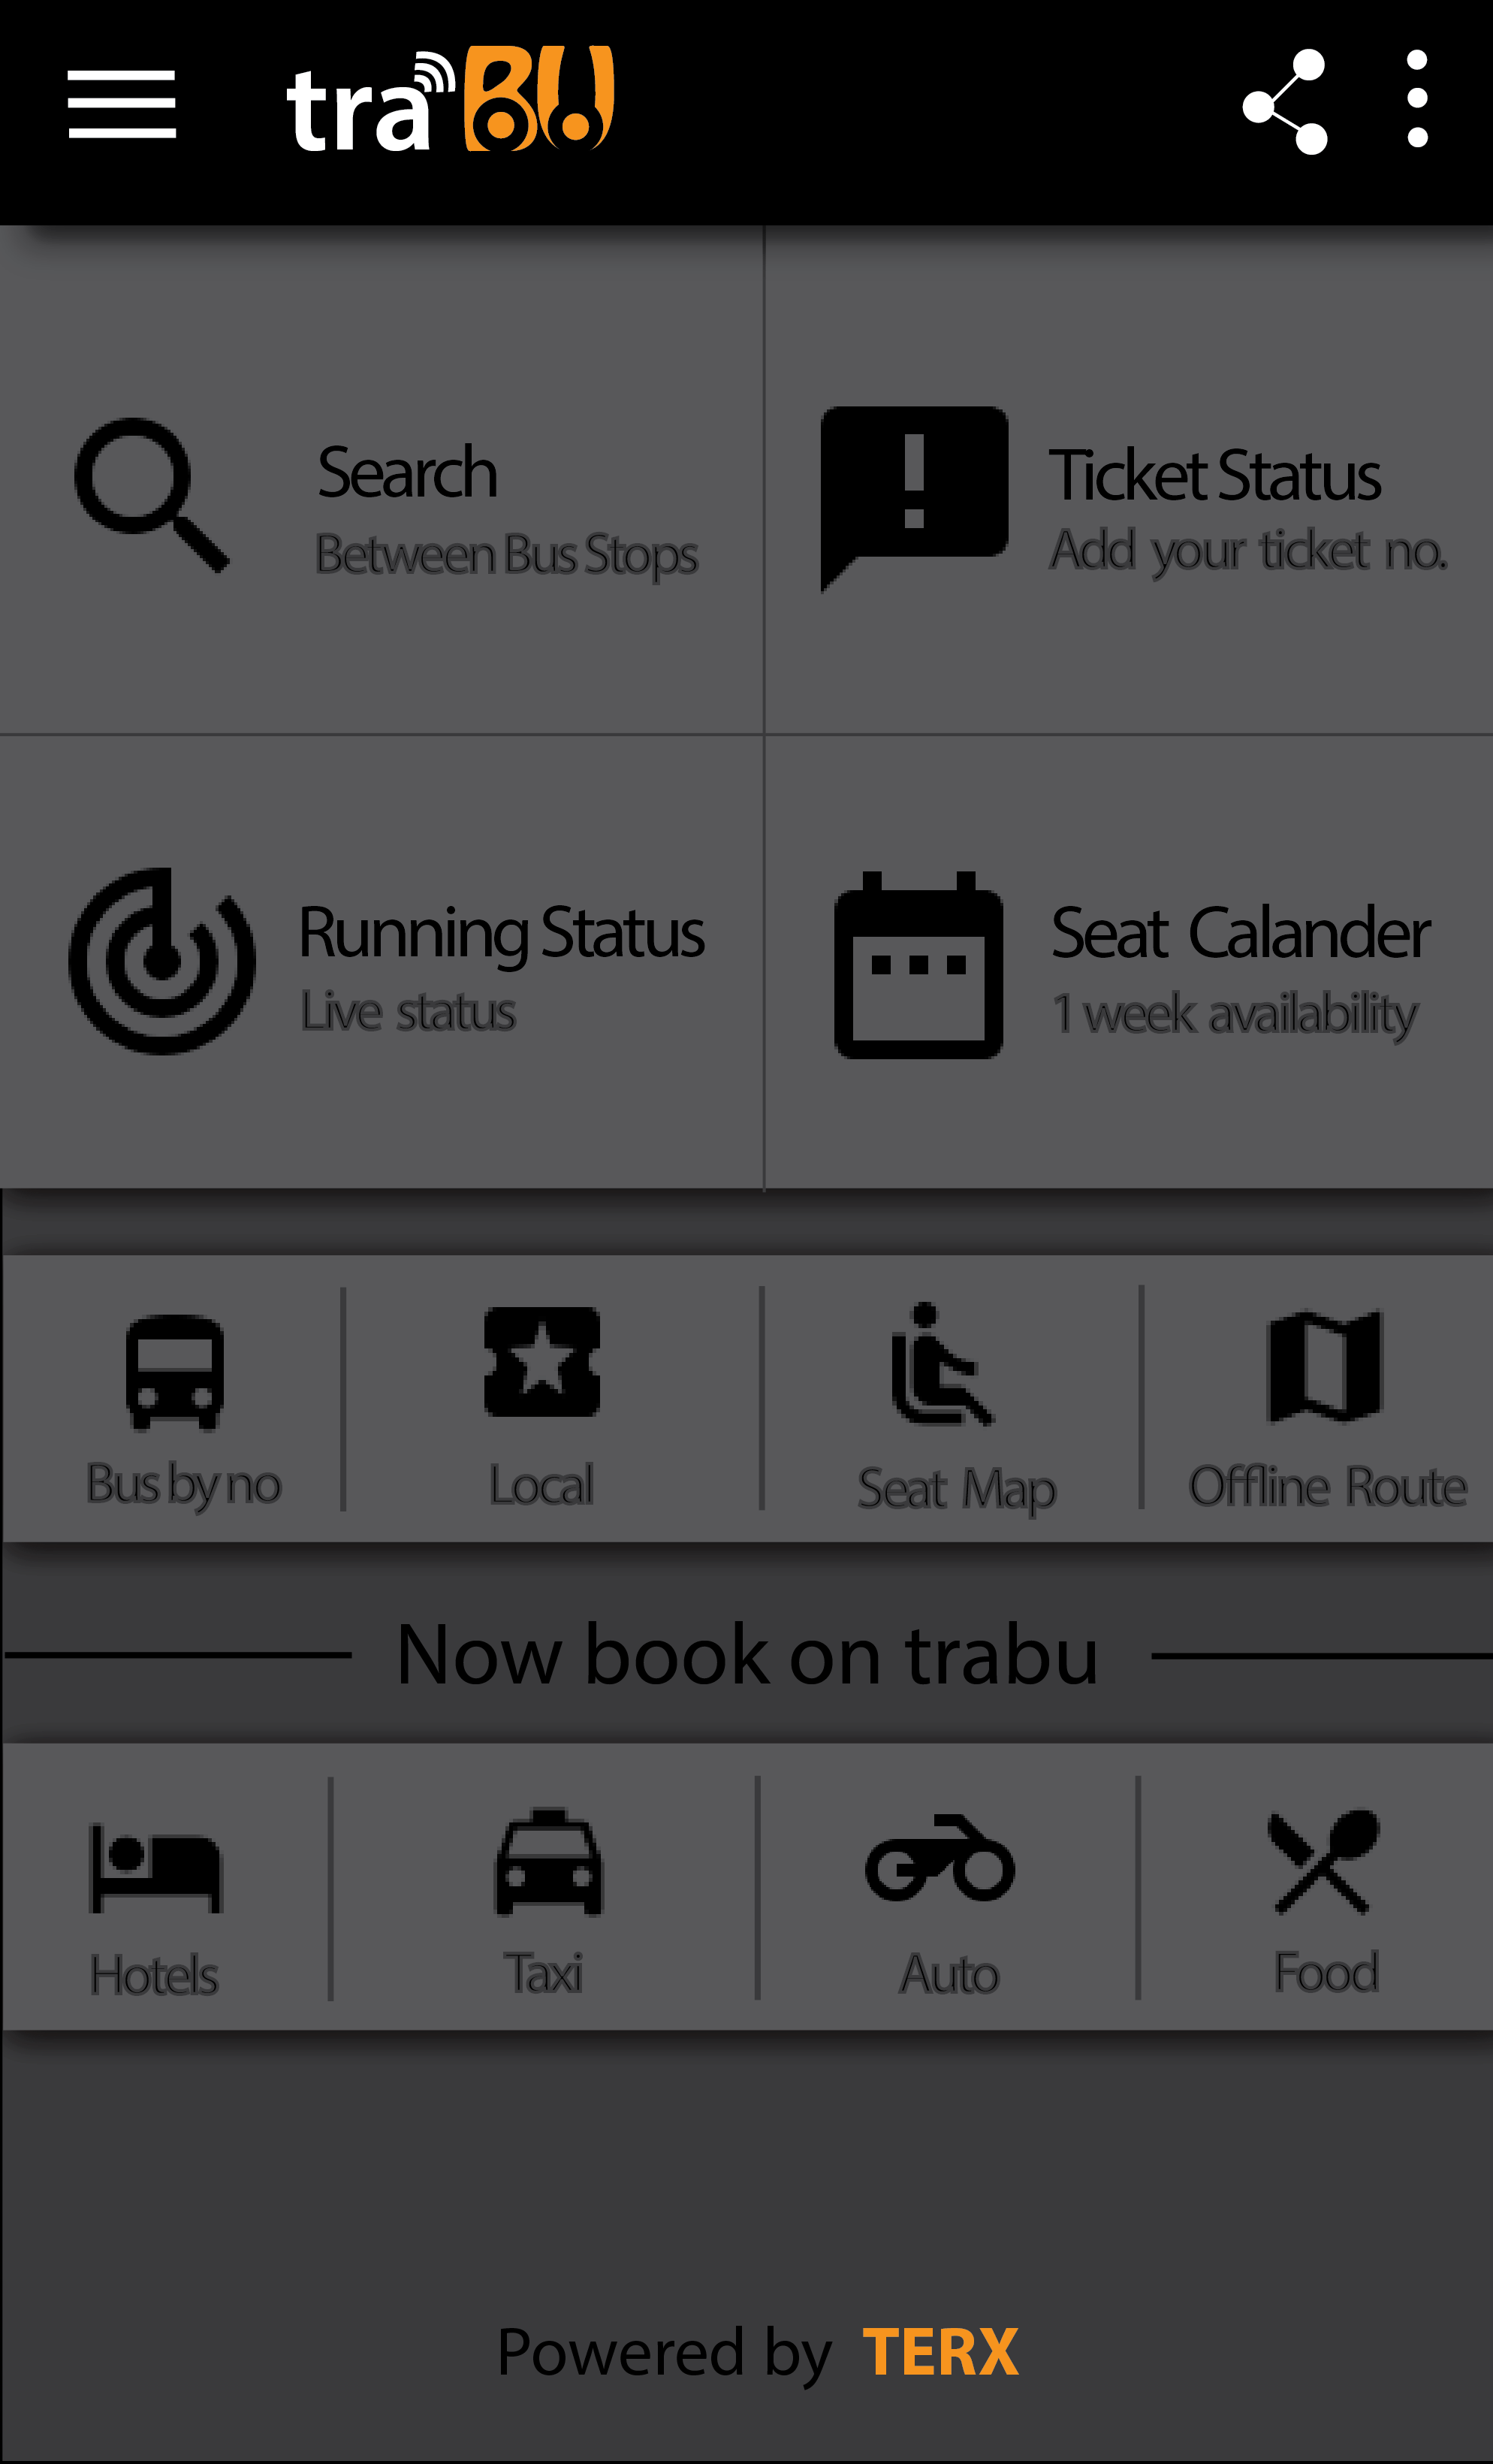 traBU
Search
Between Bus Stops
Ticket Status
Add your ticket no.
Running Status
Live status
Seat Calander
1 week availability
Bus by no
Local
Seat Map
Offline Route
Now book on trabu
Hotels
Taxi
Auto
Food
Powered by TERX